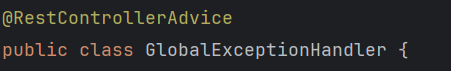 @RestControllerAdvice
public class GlobalExceptionHandler {